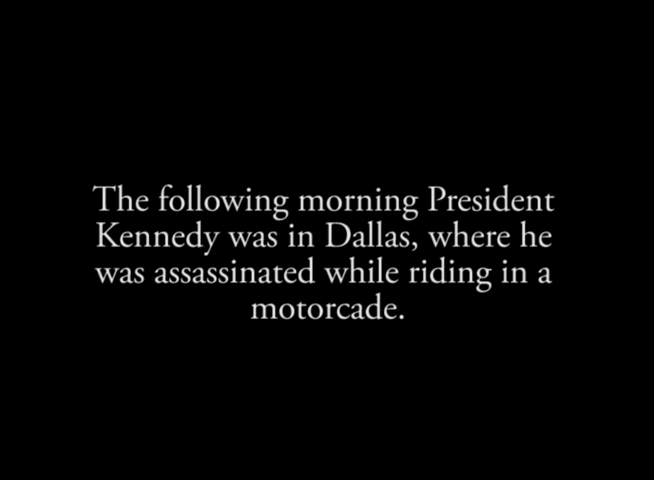 The following morning President
Kennedy was in Dallas, where he
was assassinated while riding in a
motorcade.